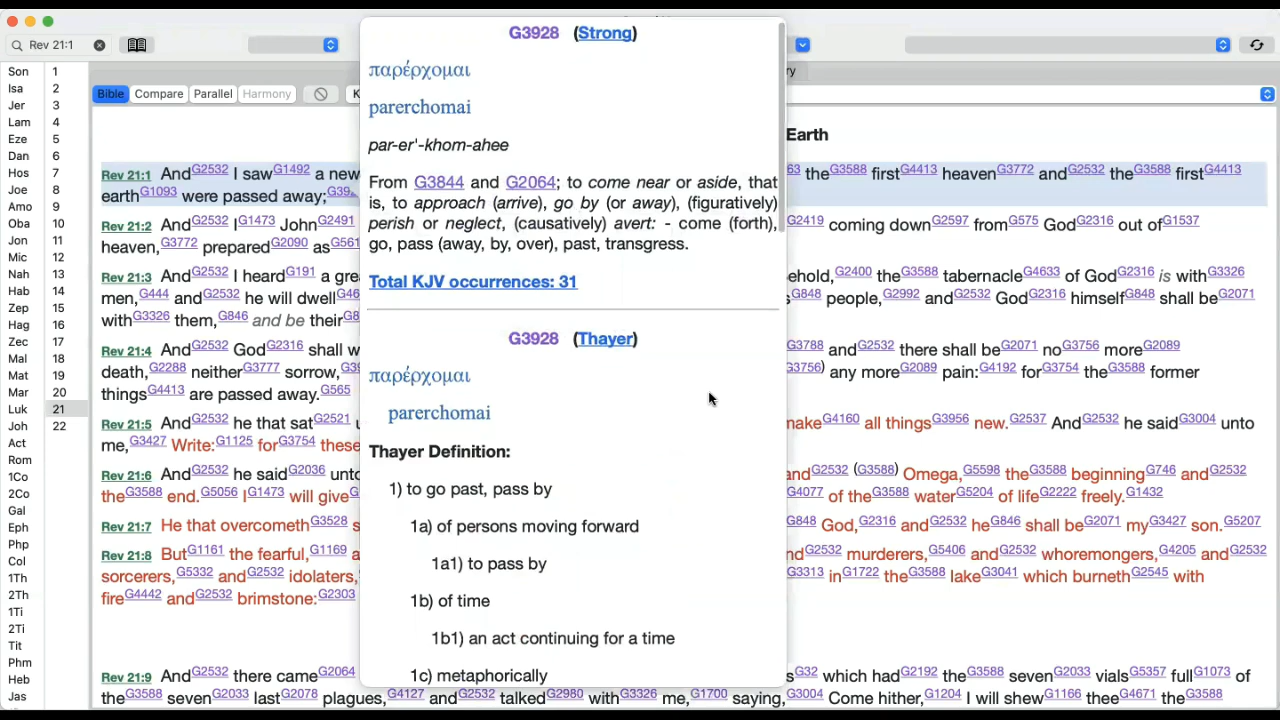 Rev 21:1
Bible Compare Parallel Harmony
Son
Isa
Jer
Lam
Eze
Dan
Hos
Joe
Amo
Oba
Jon
Mic
Nah
Hab
Zep
Hag
Zec
Mal
Mat
Mar
Luk
Joh
Act
Rom
1Co
2Co
Gal
Eph
Php
Col
1Th
2Th
1Ti
2Ti
Tit
Phm
Heb
Jas
1
2
3
4
5
6
7
8
9
10
11
12
13
14
15
16
17
18
19
20
21
22
Rev 21:1 And G2532 I saw G1492 a new
earth G1093 were passed away;
Rev 21:2 And G2532 I G1473 John G2491
heaven, G3772 prepared G2090 as G561
Rev 21:3 And G2532 I heard G191 a
men, G444 and G2532 he will dwell
with G3326 them, G846 and be their
Rev 21:4 And G2532 God G2316 shall
death, G2288 neither G3777 sorrow,
things G4413 are passed away. G565
Rev 21:5 And G2532 he that sat G2521
me, G3427 Write: G1125 for G3754 these
Rev 21:6 And G2532 he said G2036
the G3588 end. G5056 I G1473 will give
Rev 21:7 He that overcometh G3528
Rev 21:8 But G1161 the fearful, G1169
sorcerers, G5332 and G2532 idolaters,
fire G4442 and G2532 brimstone: G2303
Rev 21:9 And G2532 there came G2064
the G3588 seven G2033 last G2078 plagues, G4127 and G2532 talked G2980 with G3326 me, G1700 saying, G3004 Come hither, G1204 I will shew G1166 thee G4671 the G3588
G3928 (Strong)
παρέρχομαι
parerchomai
par-er'-khom-ahee
From G3844 and G2064; to come near or aside, that
is, to approach (arrive), go by (or away), (figuratively)
perish or neglect, (causatively) avert: - come (forth),
go, pass (away, by, over), past, transgress.
Total KJV occurrences: 31
G3928 (Thayer)
παρέρχομαι
parerchomai
Thayer Definition:
1) to go past, pass by
1a) of persons moving forward
1a1) to pass by
1b) of time
1b1) an act continuing for a time
1c) metaphorically
Earth
the G3588 first G4413 heaven G3772 and G2532 the G3588 first G4413
G2419 coming down G2597 from G575 God G2316 out of G1537
G2400 the G3588 tabernacle G4633 of God G2316 is with G3326
G848 people, G2992 and G2532 God G2316 himself G848 shall be G2071
G3788 and G2532 there shall be G2071 no G3756 more G2089
G3756) any more G2089 pain: G4192 for G3754 the G3588 former
G4160 all things G3956 new. G2537 And G2532 he said G3004 unto
G2532 (G3588) Omega, G5598 the G3588 beginning G746 and G2532
G4077 of the G3588 water G5204 of life G2222 freely. G1432
G848 God, G2316 and G2532 he G846 shall be G2071 my G3427 son. G5207
G2532 murderers, G5406 and G2532 whoremongers, G4205 and G2532
G3313 in G1722 the G3588 lake G3041 which burneth G2545 with
G32 which had G2192 the G3588 seven G2033 vials G5357 full G1073 of